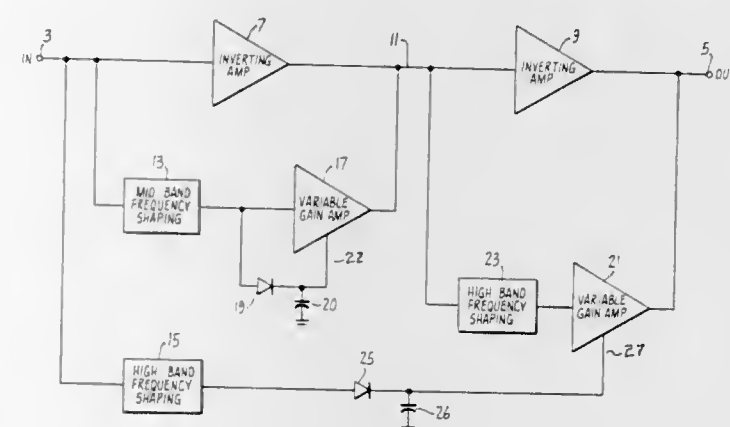 7
INVERTING
AMP
IN
3
11
9
INVERTING
AMP
5
OU
13
MID BAND
FREQUENCY
SHAPING
17
VARIABLE
GAIN AMP
22
19
20
23
HIGH BAND
FREQUENCY
SHAPING
21
VARIABLE
GAIN AMP
27
15
HIGH BAND
FREQUENCY
SHAPING
25
26